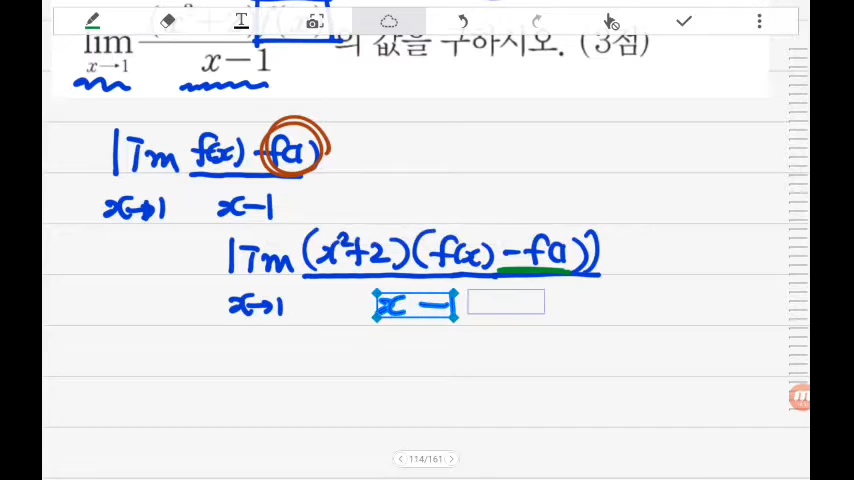 lim x→1 x-1 의 값을 구하시오. (3점)
lim f(x) - f(1)
x→1 x-1
lim (x²+2)(f(x) - f(1))
x→1 x-1
114/161